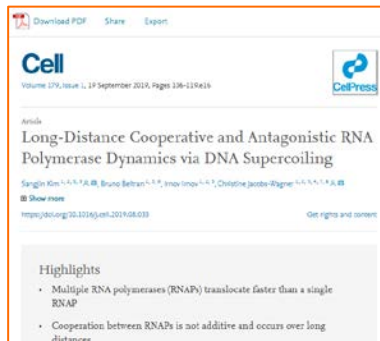 Download PDF Share Export
Cell
Volume 179, Issue 1, 19 September 2019, Pages 106-119.e16
CelPress
Article
Long-Distance Cooperative and Antagonistic RNA
Polymerase Dynamics via DNA Supercoiling
Sangjin Kim, Bruno Beltran, Irnov Irnov, Christine Jacobs-Wagner
Show more
https://doi.org/10.1016/j.cell.2019.08.033
Get rights and content
Highlights
• Multiple RNA polymerases (RNAPs) translocate faster than a single
RNAP
• Cooperation between RNAPs is not additive and occurs over long
distances